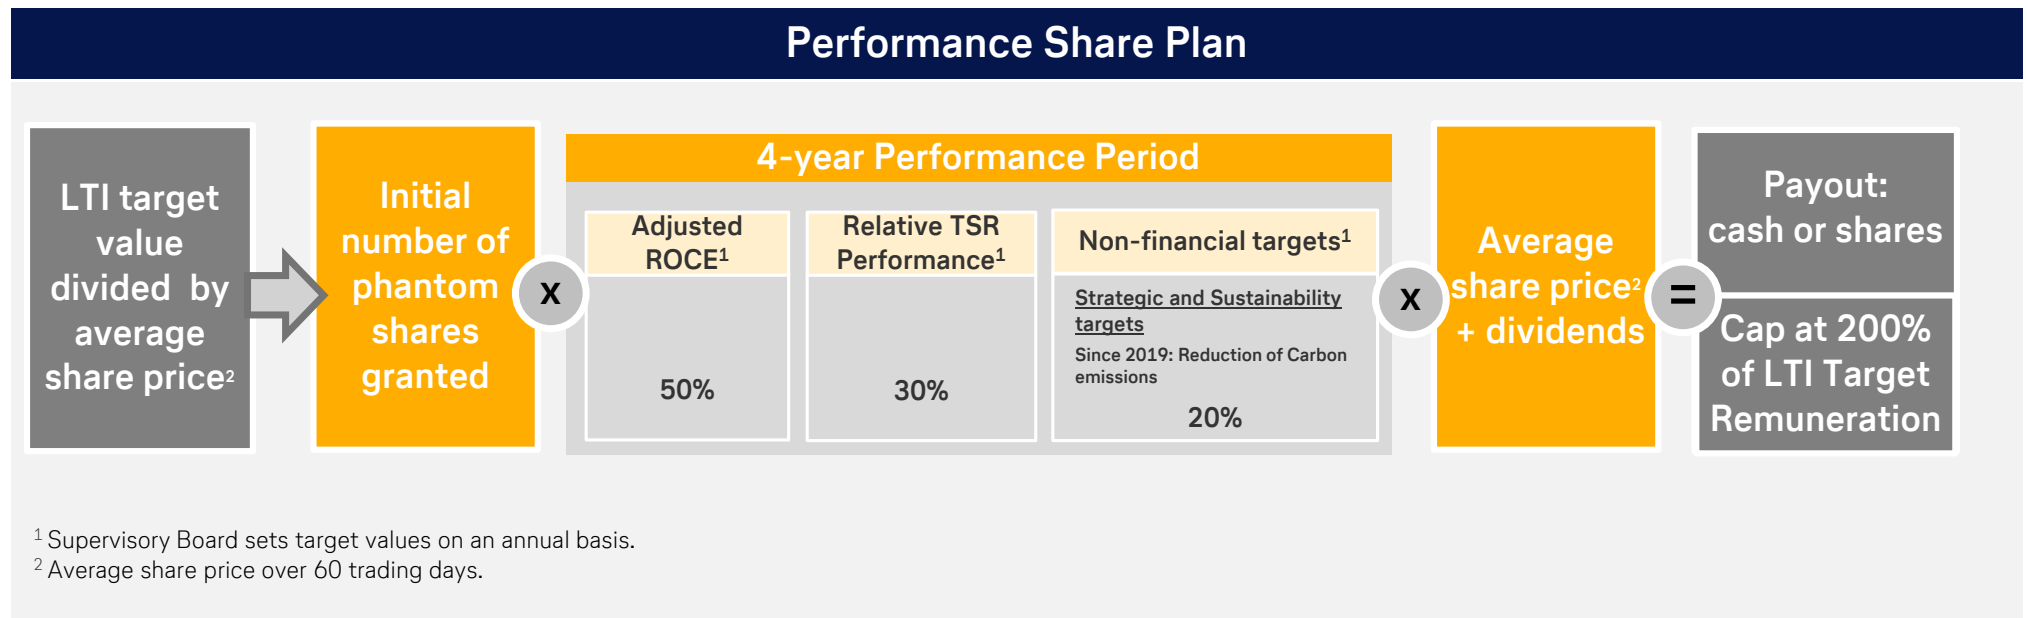 Performance Share Plan
LTI target
value
divided by
average
share price²
Initial
number of
phantom
shares
granted
x
4-year Performance Period
Adjusted
ROCE¹
50%
Relative TSR
Performance¹
30%
Non-financial targets¹
Strategic and Sustainability
targets
Since 2019: Reduction of Carbon
emissions
20%
x
Average
share price²
+ dividends
=
Payout:
cash or shares
Cap at 200%
of LTI Target
Remuneration
¹ Supervisory Board sets target values on an annual basis.
² Average share price over 60 trading days.